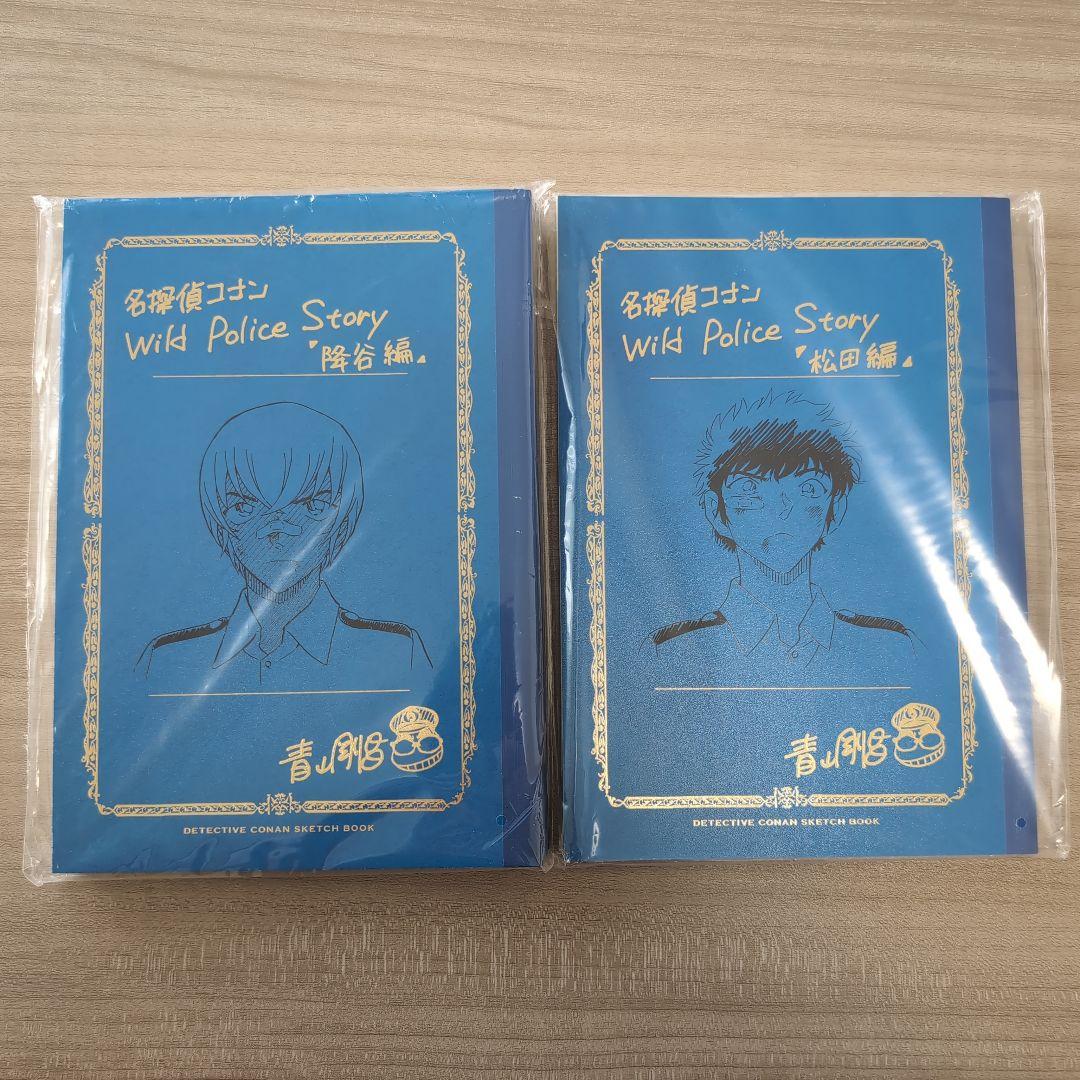 名探偵コナン
Wild Police Story
『降谷編』
青山剛昌
DETECTIVE CONAN SKETCH BOOK
名探偵コナン
Wild Police Story
『松田編』
青山剛昌
DETECTIVE CONAN SKETCH BOOK